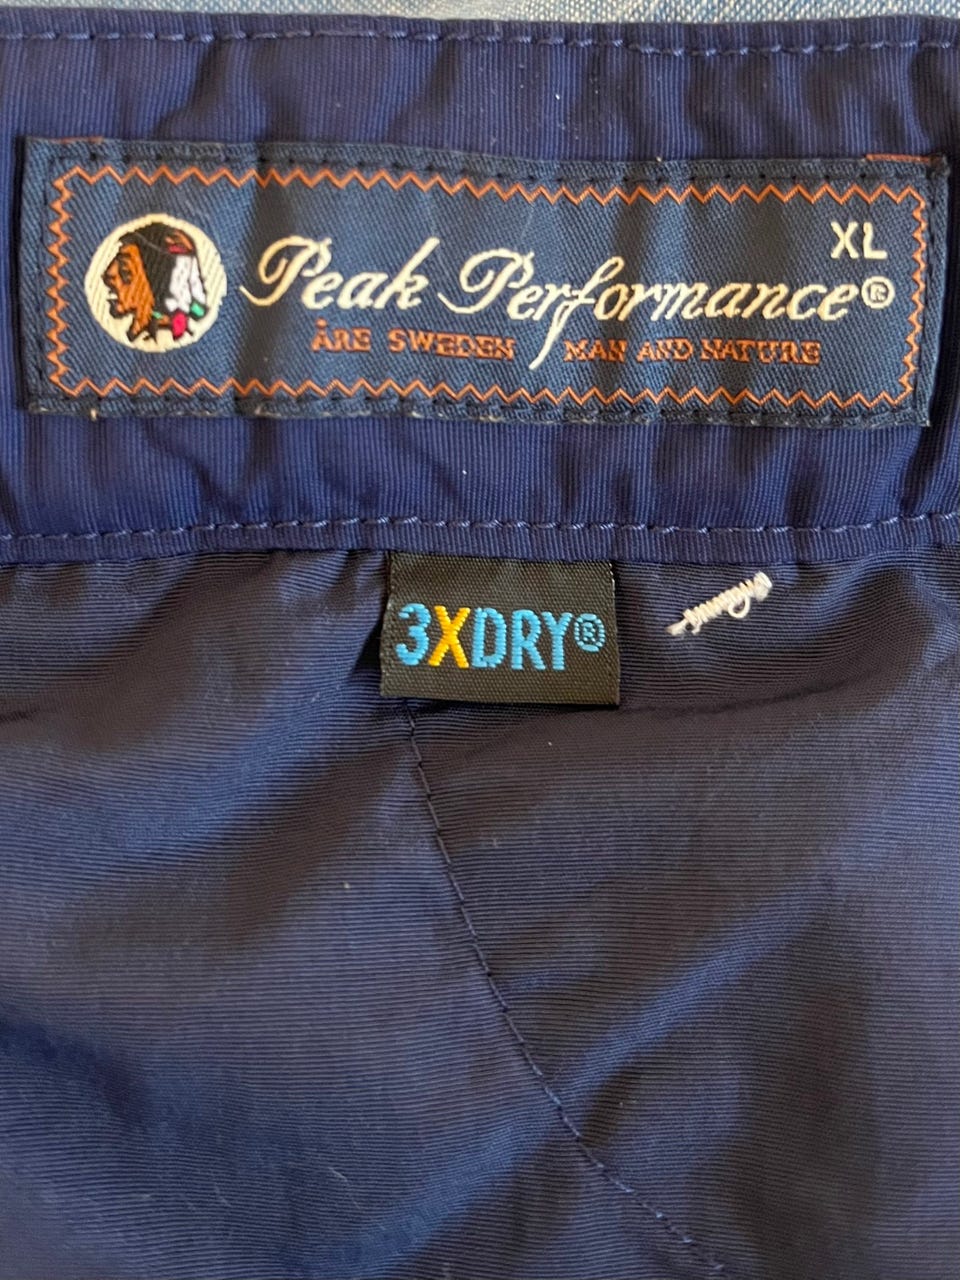 XL
Peak Performance®
ÅRE SWEDEN MAN AND NATURE
3XDRY®